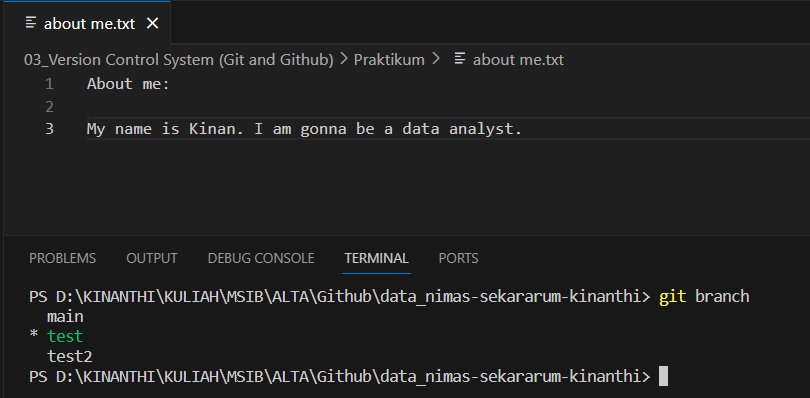 about me.txt
03_Version Control System (Git and Github) > Praktikum > about me.txt
1 About me:
2
3 My name is Kinan. I am gonna be a data analyst.
PROBLEMS OUTPUT DEBUG CONSOLE TERMINAL PORTS
PS D:\KINANTHI\KULIAH\MSIB\ALTA\Github\data_nimas-sekararum-kinanthi> git branch
main
* test
test2
PS D:\KINANTHI\KULIAH\MSIB\ALTA\Github\data_nimas-sekararum-kinanthi>